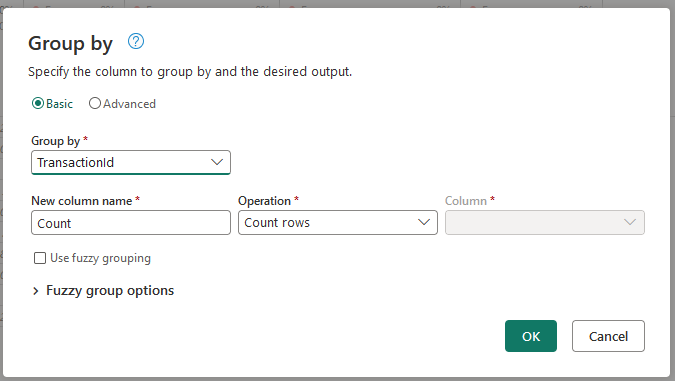 Group by ?
Specify the column to group by and the desired output.
Basic Advanced
Group by *
TransactionId
New column name * Operation * Column *
Count Count rows
Use fuzzy grouping
Fuzzy group options
OK Cancel